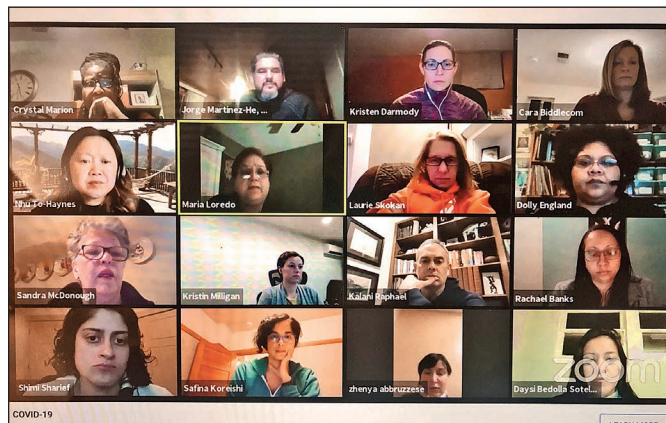 Crystal Marion
Jorge Martinez-He, ...
Kristen Darmody
Cara Biddlecom
Nhu To-Haynes
Maria Loredo
Laurie Skokan
Dolly England
Sandra McDonough
Kristin Milligan
Kalani Raphael
Rachael Banks
Shimi Sharief
Safina Koreishi
zhenya abbruzzese
Daysi Bedolla Sotel...
zoom
COVID-19